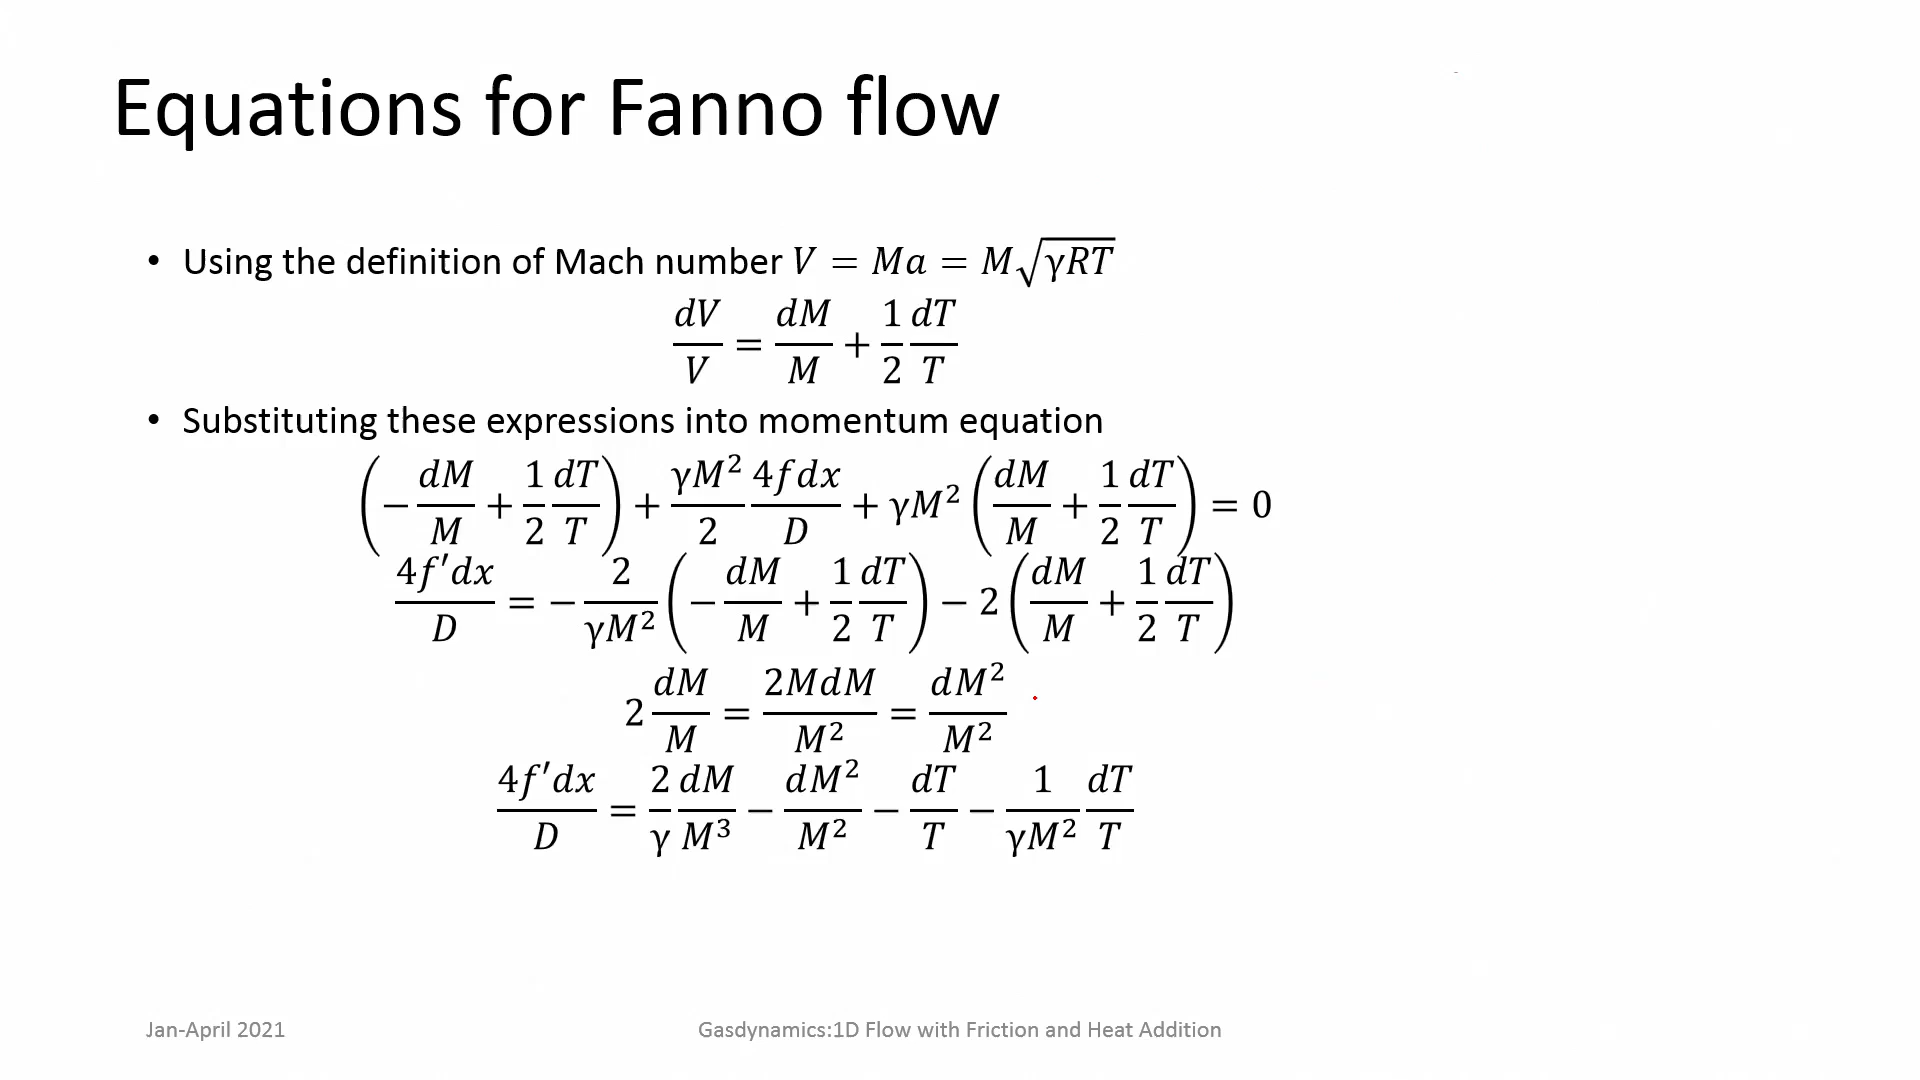 Equations for Fanno flow
• Using the definition of Mach number V = Ma = M√(γRT)
dV/V = dM/M + 1/2 dT/T
• Substituting these expressions into momentum equation
(−dM/M + 1/2 dT/T) + γM²/2 4fdx/D + γM² (dM/M + 1/2 dT/T) = 0
4f′dx/D = −2/γM² (−dM/M + 1/2 dT/T) − 2 (dM/M + 1/2 dT/T)
2 dM/M = 2MdM/M² = dM²/M²
4f′dx/D = 2/γ dM/M³ − dM²/M² − dT/T − 1/γM² dT/T
Jan-April 2021
Gasdynamics:1D Flow with Friction and Heat Addition